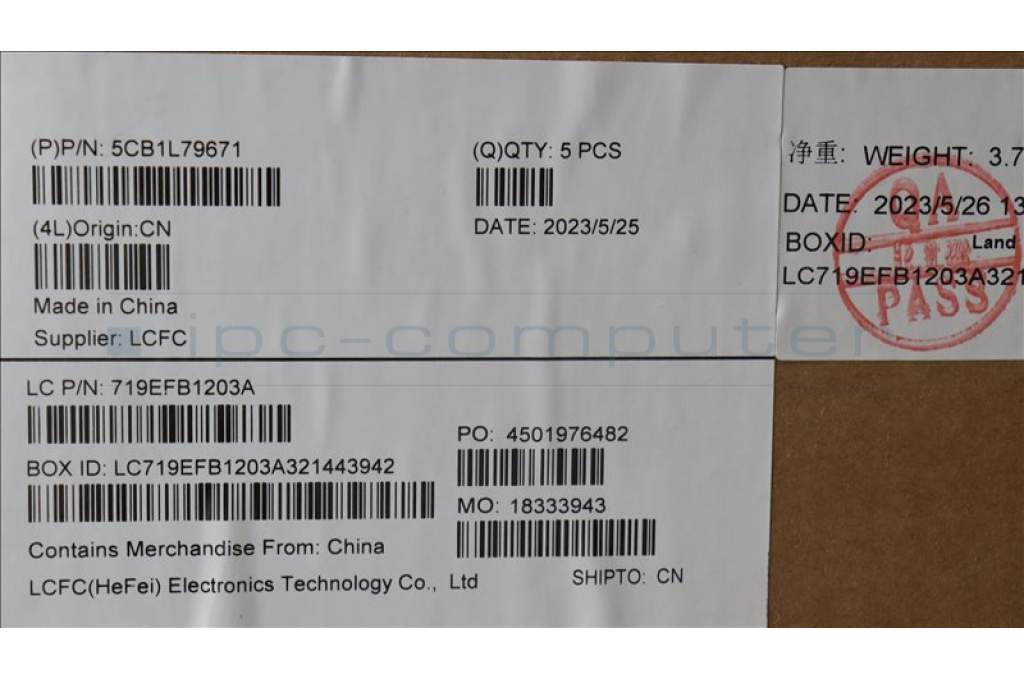 (P)P/N: 5CB1L79671
(Q)QTY: 5 PCS
(4L)Origin:CN
DATE: 2023/5/25
Made in China
Supplier: LCFC
净重: WEIGHT: 3.7
DATE: 2023/5/26 13
BOXID: Land
LC719EFB1203A321
QA
PASS
ipc-computer
LC P/N: 719EFB1203A
PO: 4501976482
BOX ID: LC719EFB1203A321443942
MO: 18333943
Contains Merchandise From: China
LCFC(HeFei) Electronics Technology Co., Ltd
SHIPTO: CN